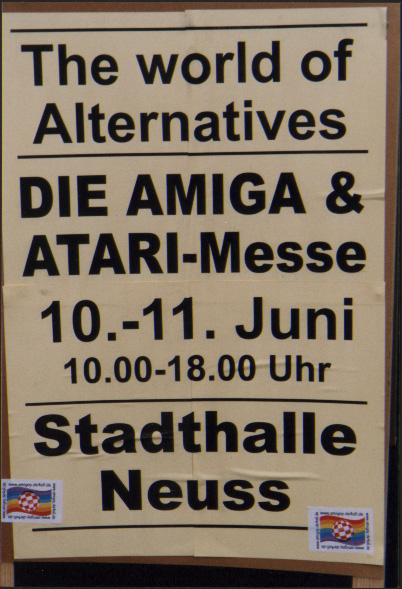 The world of
Alternatives
DIE AMIGA &
ATARI-Messe
10.-11. Juni
10.00-18.00 Uhr
Stadthalle
Neuss